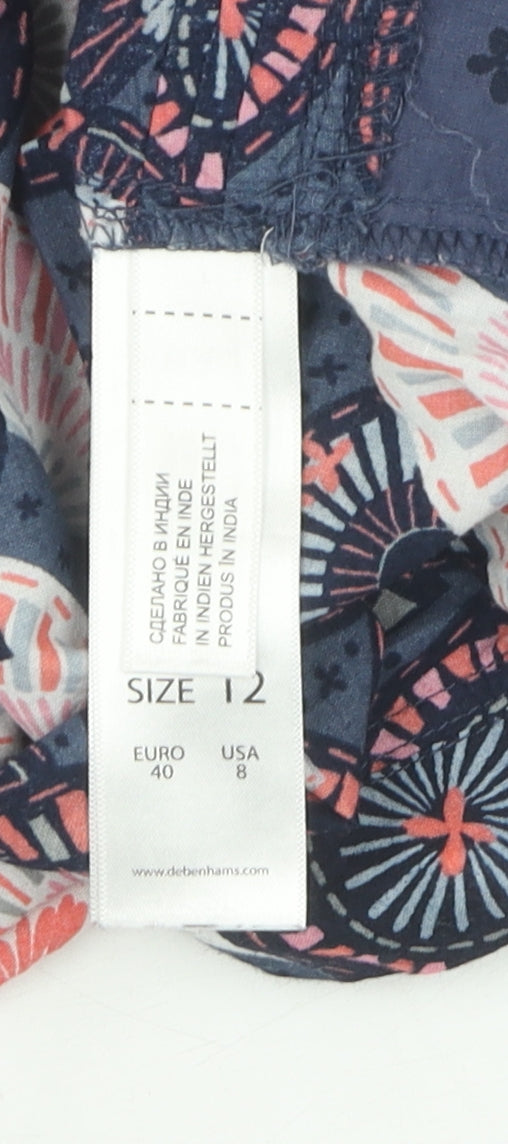 СДЕЛАНО В ИНДИИ
FABRIQUÉ EN INDE
IN INDIEN HERGESTELLT
PRODUS ÎN INDIA
SIZE 12
EURO USA
40 8
www.debenhams.com